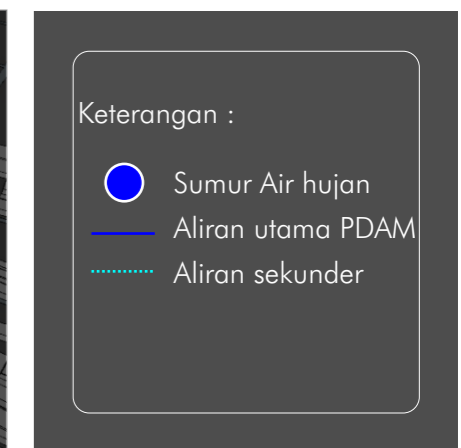 Keterangan :
Sumur Air hujan
Aliran utama PDAM
Aliran sekunder